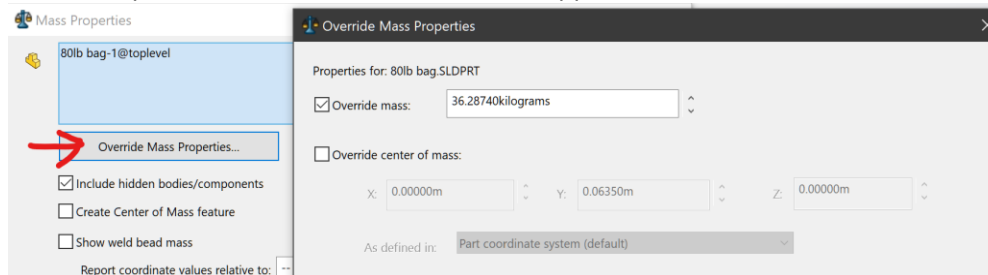 Mass Properties
80lb bag-1@toplevel
Override Mass Properties...
Include hidden bodies/components
Create Center of Mass feature
Show weld bead mass
Report coordinate values relative to: --
Override Mass Properties
Properties for: 80lb bag.SLDPRT
Override mass: 36.28740kilograms
Override center of mass:
X: 0.00000m Y: 0.06350m Z: 0.00000m
As defined in: Part coordinate system (default)